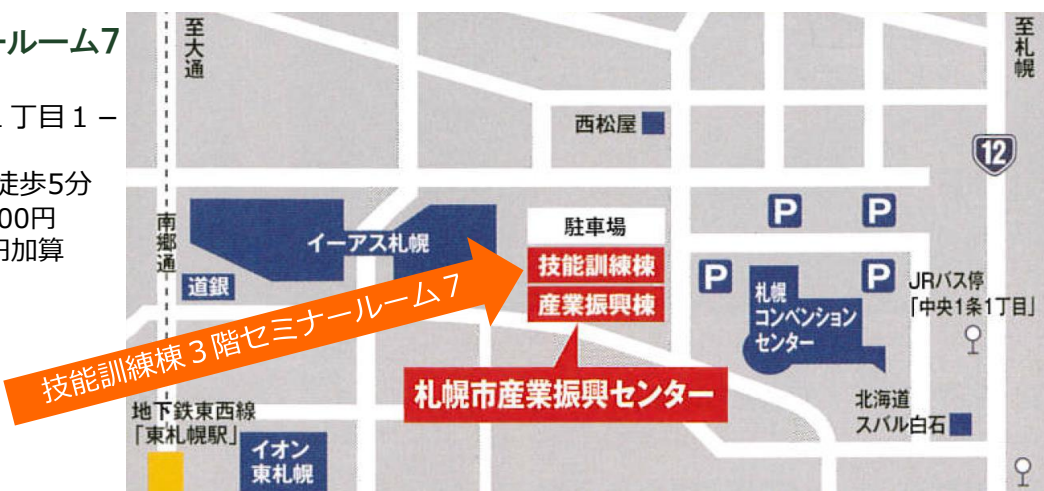 ールーム7
丁目1－
徒歩5分
00円
円加算
至大通
至札幌
西松屋
12
南郷通
イーアス札幌
駐車場
P
P
技能訓練棟
産業振興棟
P
P
道銀
札幌
コンベンション
センター
JRバス停
「中央1条1丁目」
技能訓練棟3階セミナールーム7
札幌市産業振興センター
地下鉄東西線
「東札幌駅」
イオン
東札幌
北海道
スバル白石